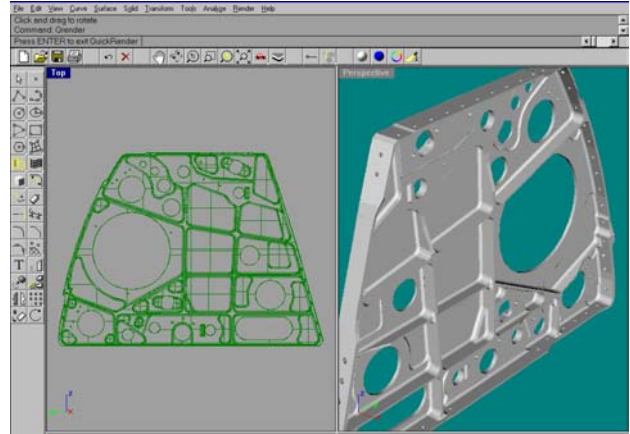 File Edit View Curve Surface Solid Transform Tools Analyze Render Help
Click and drag to rotate
Command: Qrender
Press ENTER to exit QuickRender
Top
Perspective
T
z
x
z